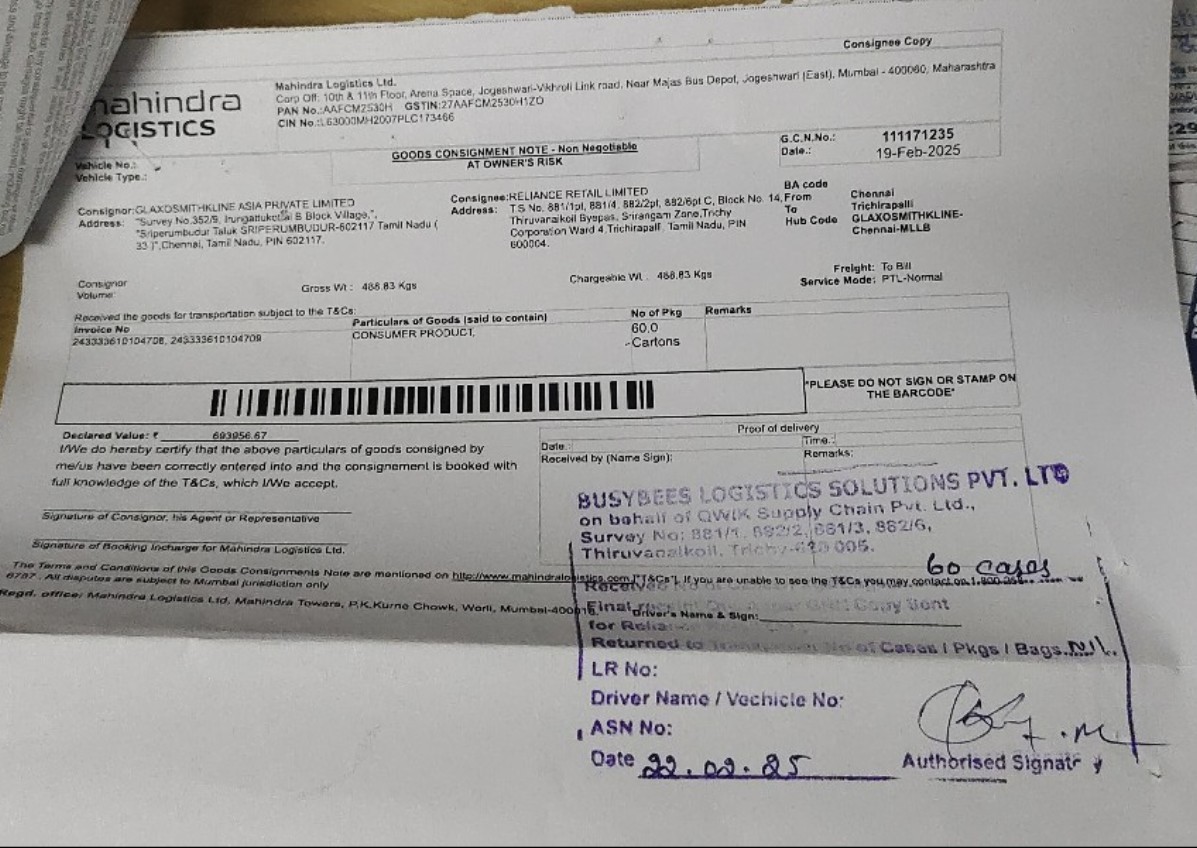 Consignee Copy
mahindra
LOGISTICS
Mahindra Logistics Ltd.
Corp Off: 10th & 11th Floor, Arena Space, Jogeshwari-Vikhroli Link road, Near Majas Bus Depot, Jogeshwari (East), Mumbai - 400060, Maharashtra
PAN No.:AAFCM2530H GSTIN:27AAFCM2530H1ZO
CIN No.:L63000MH2007PLC173466
Vehicle No.:
Vehicle Type.:
GOODS CONSIGNMENT NOTE - Non Negotiable
AT OWNER'S RISK
G.C.N.No.: 111171235
Date.: 19-Feb-2025
Consignor:GLAXOSMITHKLINE ASIA PRIVATE LIMITED
Address: "Survey No.352/9, Irungattukottai B Block Village,",
"Sriperumbudur Taluk SRIPERUMBUDUR-602117 Tamil Nadu (
33 )",Chennai, Tamil Nadu, PIN 602117.
Consignee:RELIANCE RETAIL LIMITED
Address: TS No. 881/1pt, 881/4, 882/2pt, 882/6pt C, Block No. 14,
Thiruvanaikoil Byepas, Srirangam Zone,Trichy
Corporation Ward 4,Trichirapalli, Tamil Nadu, PIN
BA code
From Chennai
To Trichirapalli
Hub Code GLAXOSMITHKLINE-
Chennai-MLLB
Consignor
Volume:
Gross Wt : 488.83 Kgs
Chargeable Wt. : 488.83 Kgs
Freight: To Bill
Service Mode: PTL-Normal
Received the goods for transportation subject to the T&Cs:
Invoice No
243333610104708, 243333610104709
Particulars of Goods (said to contain)
CONSUMER PRODUCT,
No of Pkg
60.0
-Cartons
Remarks
"PLEASE DO NOT SIGN OR STAMP ON
THE BARCODE"
Declared Value: ₹ 693956.67
I/We do hereby certify that the above particulars of goods consigned by
me/us have been correctly entered into and the consignement is booked with
full knowledge of the T&Cs, which I/We accept.
Signature of Consignor, his Agent or Representative
Signature of Booking Incharge for Mahindra Logistics Ltd.
Proof of delivery
Date.:
Time.:
Received by (Name Sign):
Remarks:
BUSYBEES LOGISTICS SOLUTIONS PVT. LTD
on behalf of QWIK Supply Chain Pvt. Ltd.,
Survey No; 881/1, 882/2, 881/3, 882/6,
Thiruvanaikoil, Trichy-620 005.
60 cases
The Terms and Conditions of this Goods Consignments Note are mentioned on http://www.mahindralogistics.com ("T&Cs"). If you are unable to see the T&Cs you may contact on
6787 . All disputes are subject to Mumbai jurisdiction only
Regd. office: Mahindra Logistics Ltd, Mahindra Towers, P.K.Kurne Chowk, Worli, Mumbai-400018.
Driver's Name & Sign:
Received
Final Copy Sent
for
Returned to No of Cases / Pkgs / Bags Nil.
LR No:
Driver Name / Vechicle No:
ASN No:
Date 22.02.25
Authorised Signat